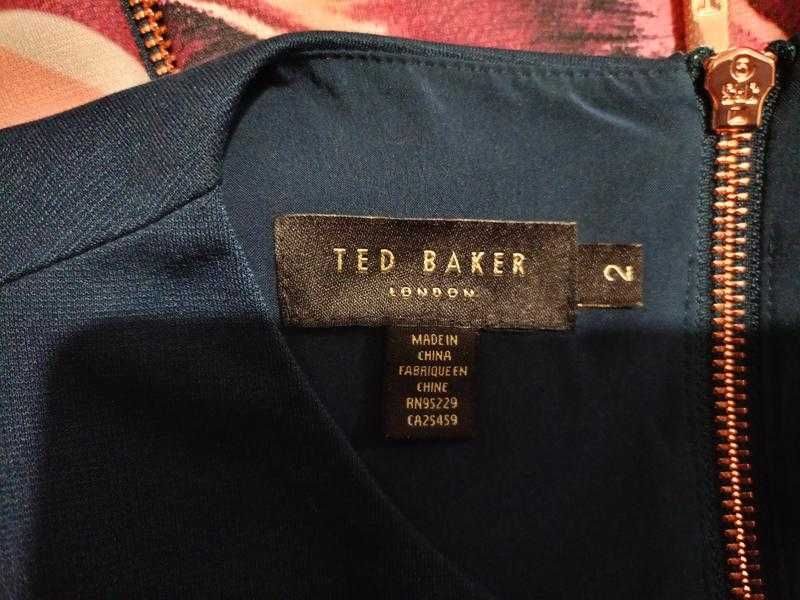 TED BAKER
LONDON
2
MADE IN
CHINA
FABRIQUE EN
CHINE
RN95229
CA25459